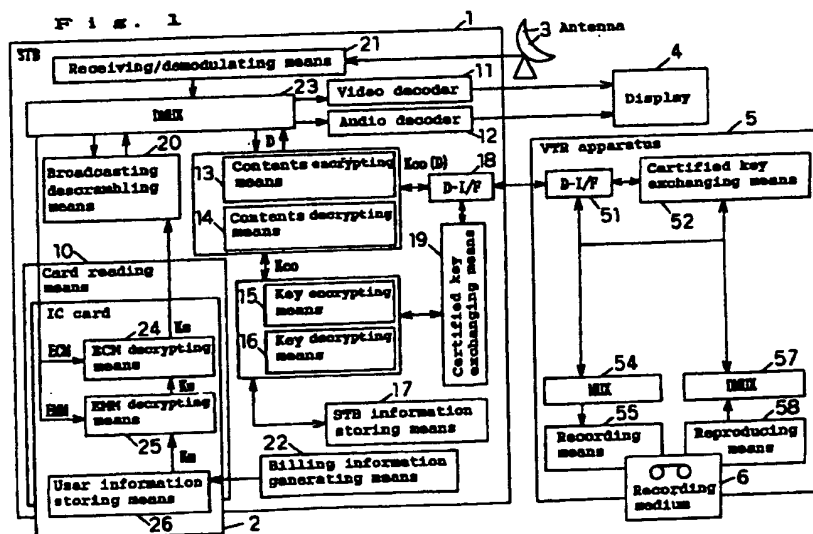 Fig. 1
1
STB
21
Receiving/demodulating means
3
Antenna
23
DMUX
11
Video decoder
Audio decoder
12
4
Display
20
Broadcasting
descrambling
means
D
13
Contents encrypting
means
14
Contents decrypting
means
Kco (D)
18
D-I/F
Kco
15
Key encrypting
means
16
Key decrypting
means
19
Certified key
exchanging means
10
Card reading
means
IC card
Ks
24
ECM
ECM decrypting
means
EMM
EMM decrypting
means
25
User information
storing means
26
2
17
STB information
storing means
22
Billing information
generating means
5
VTR apparatus
D-I/F
51
Certified key
exchanging means
52
54
MUX
57
DMUX
55
Recording
means
58
Reproducing
means
Recording
medium
6